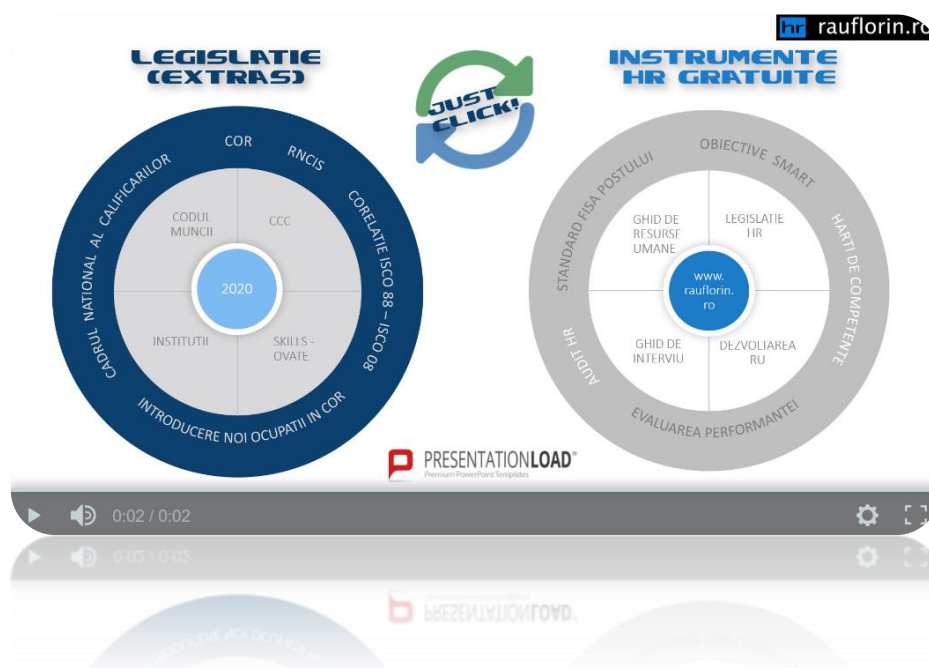 hr rauflorin.ro
LEGISLATIE
(EXTRAS)
JUST
CLICK!
INSTRUMENTE
HR GRATUITE
CADRUL NATIONAL AL CALIFICARILOR
COR
RNCIS
CORELATIE ISCO 88 – ISCO 08
INTRODUCERE NOI OCUPATII IN COR
CODUL
MUNCII
CCC
2020
INSTITUTII
SKILLS -
OVATE
STANDARD FISA POSTULUI
OBIECTIVE SMART
HARTI DE COMPETENTE
EVALUAREA PERFORMANTEI
AUDIT HR
GHID DE
RESURSE
UMANE
LEGISLATIE
HR
www.
rauflorin.
ro
GHID DE
INTERVIU
DEZVOLTAREA
RU
PRESENTATIONLOAD®
Premium PowerPoint Templates
0:02 / 0:02